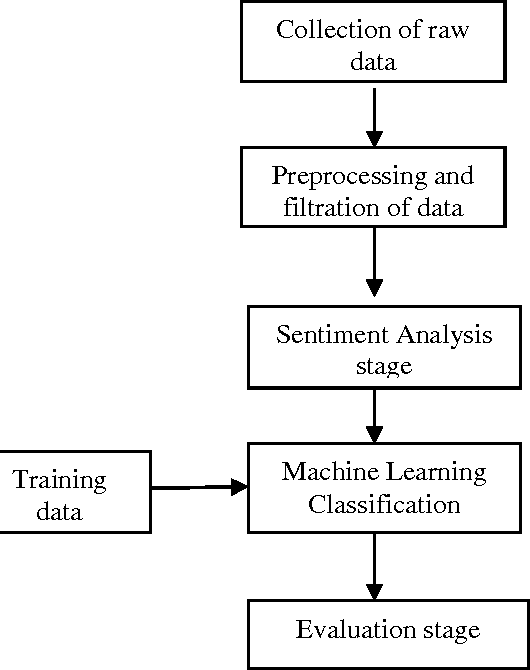 Collection of raw
data
Preprocessing and
filtration of data
Sentiment Analysis
stage
Training
data
Machine Learning
Classification
Evaluation stage